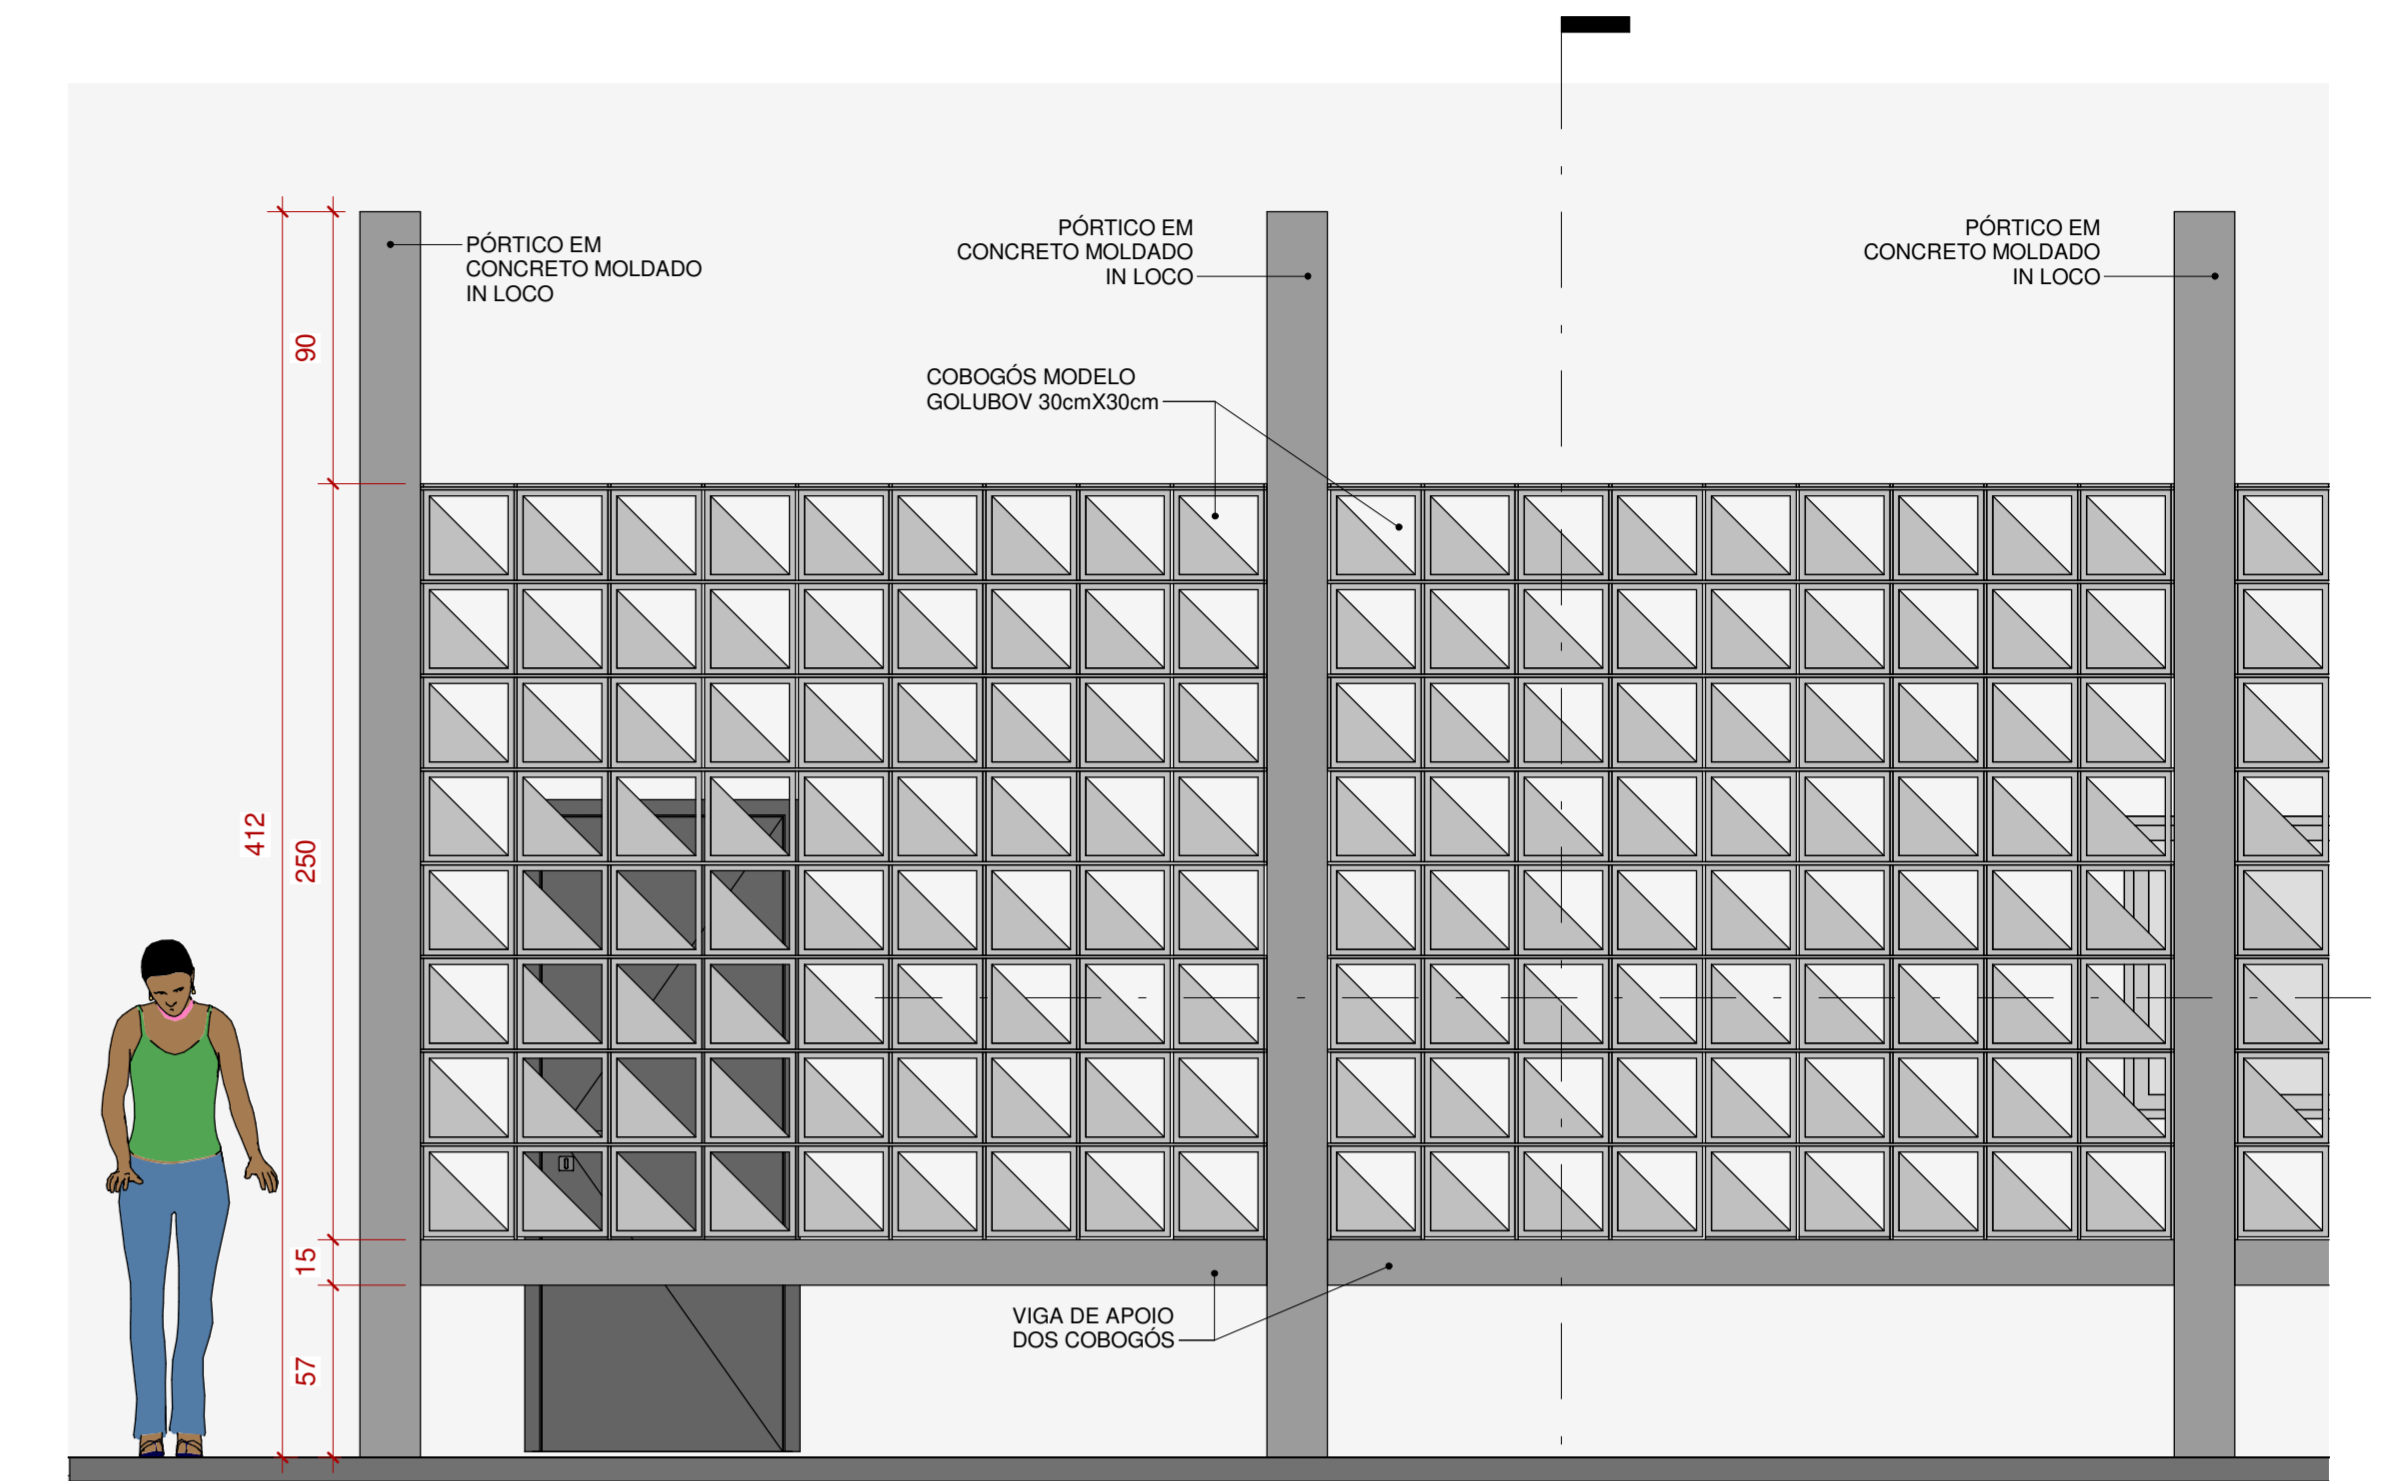 PÓRTICO EM
CONCRETO MOLDADO
IN LOCO
PÓRTICO EM
CONCRETO MOLDADO
IN LOCO
PÓRTICO EM
CONCRETO MOLDADO
IN LOCO
90
COBOGÓS MODELO
GOLUBOV 30cmX30cm
412
250
15
VIGA DE APOIO
DOS COBOGÓS
57